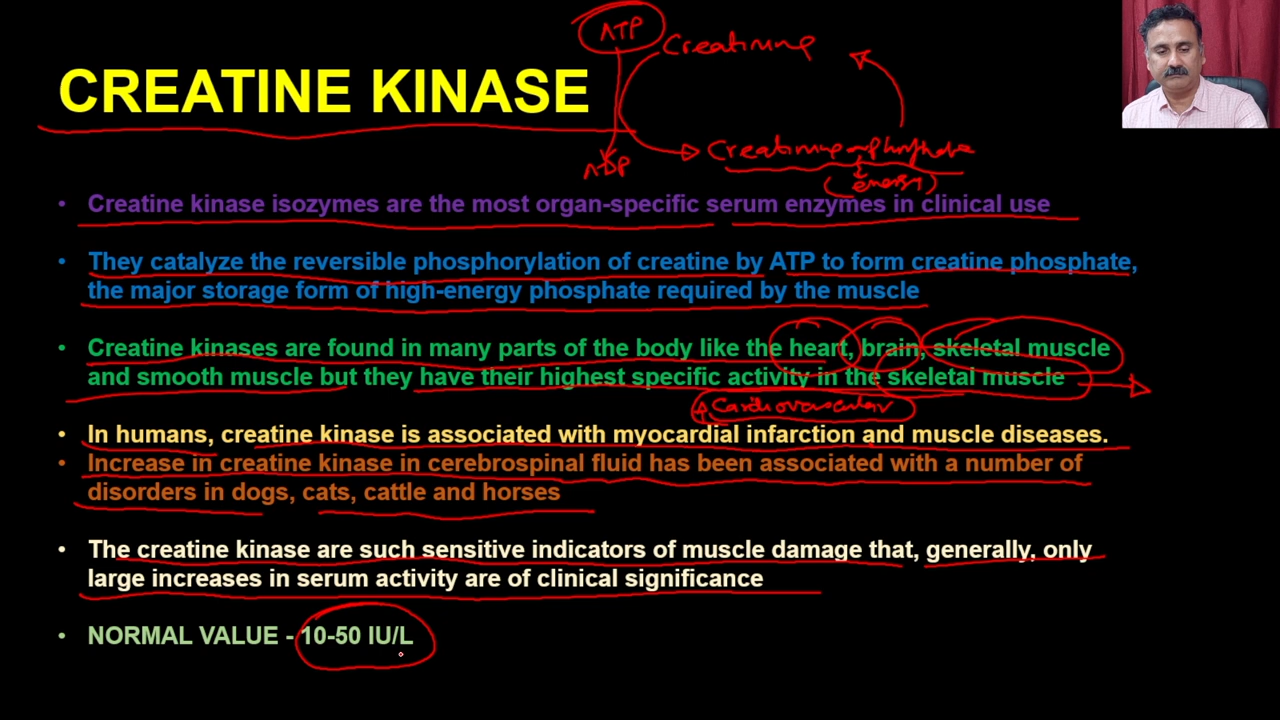 ATP
Creatinine
CREATINE KINASE
ADP
Creatinine phosphate
(energy)
• Creatine kinase isozymes are the most organ-specific serum enzymes in clinical use
• They catalyze the reversible phosphorylation of creatine by ATP to form creatine phosphate,
the major storage form of high-energy phosphate required by the muscle
• Creatine kinases are found in many parts of the body like the heart, brain, skeletal muscle
and smooth muscle but they have their highest specific activity in the skeletal muscle
Cardiovascular
• In humans, creatine kinase is associated with myocardial infarction and muscle diseases.
• Increase in creatine kinase in cerebrospinal fluid has been associated with a number of
disorders in dogs, cats, cattle and horses
• The creatine kinase are such sensitive indicators of muscle damage that, generally, only
large increases in serum activity are of clinical significance
• NORMAL VALUE - 10-50 IU/L